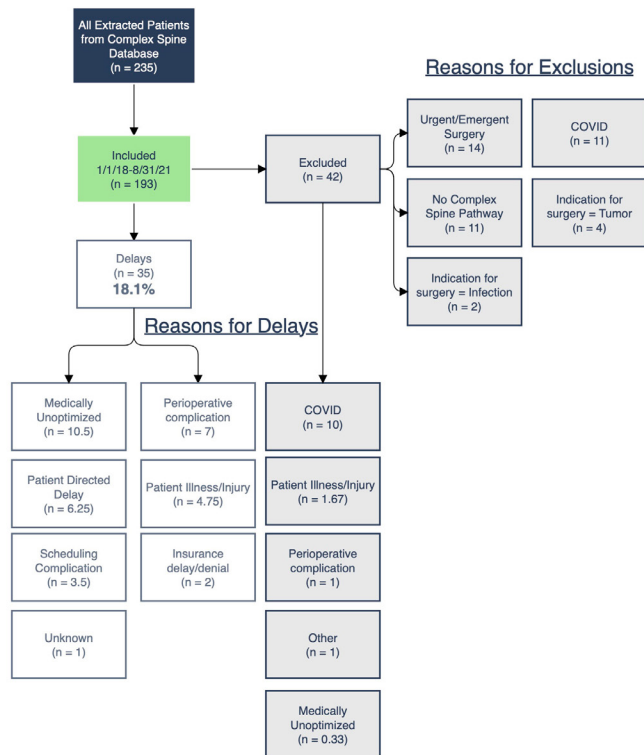 All Extracted Patients
from Complex Spine
Database
(n = 235)
Reasons for Exclusions
Included
1/1/18-8/31/21
(n = 193)
Excluded
(n = 42)
Urgent/Emergent
Surgery
(n = 14)
COVID
(n = 11)
No Complex
Spine Pathway
(n = 11)
Indication for
surgery = Tumor
(n = 4)
Indication for
surgery = Infection
(n = 2)
Delays
(n = 35)
18.1%
Reasons for Delays
Medically
Unoptimized
(n = 10.5)
Perioperative
complication
(n = 7)
COVID
(n = 10)
Patient Directed
Delay
(n = 6.25)
Patient Illness/Injury
(n = 4.75)
Patient Illness/Injury
(n = 1.67)
Scheduling
Complication
(n = 3.5)
Insurance
delay/denial
(n = 2)
Perioperative
complication
(n = 1)
Unknown
(n = 1)
Other
(n = 1)
Medically
Unoptimized
(n = 0.33)